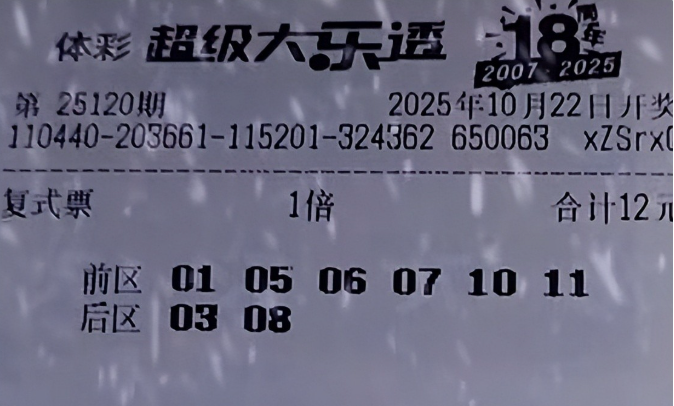 体彩 超级大乐透 18周年
2007-2025
第 25120期 2025年10月22日开奖
110440-203661-115201-324362 650063 xZSrx
复式票 1倍 合计12元
前区 01 05 06 07 10 11
后区 03 08